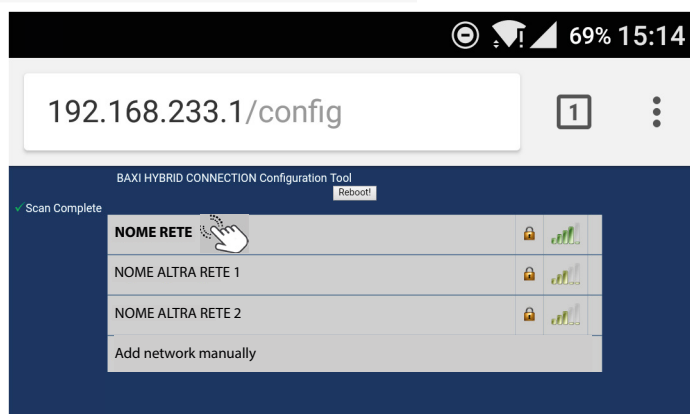 69% 15:14
192.168.233.1/config
1
BAXI HYBRID CONNECTION Configuration Tool
Reboot!
Scan Complete
NOME RETE
NOME ALTRA RETE 1
NOME ALTRA RETE 2
Add network manually